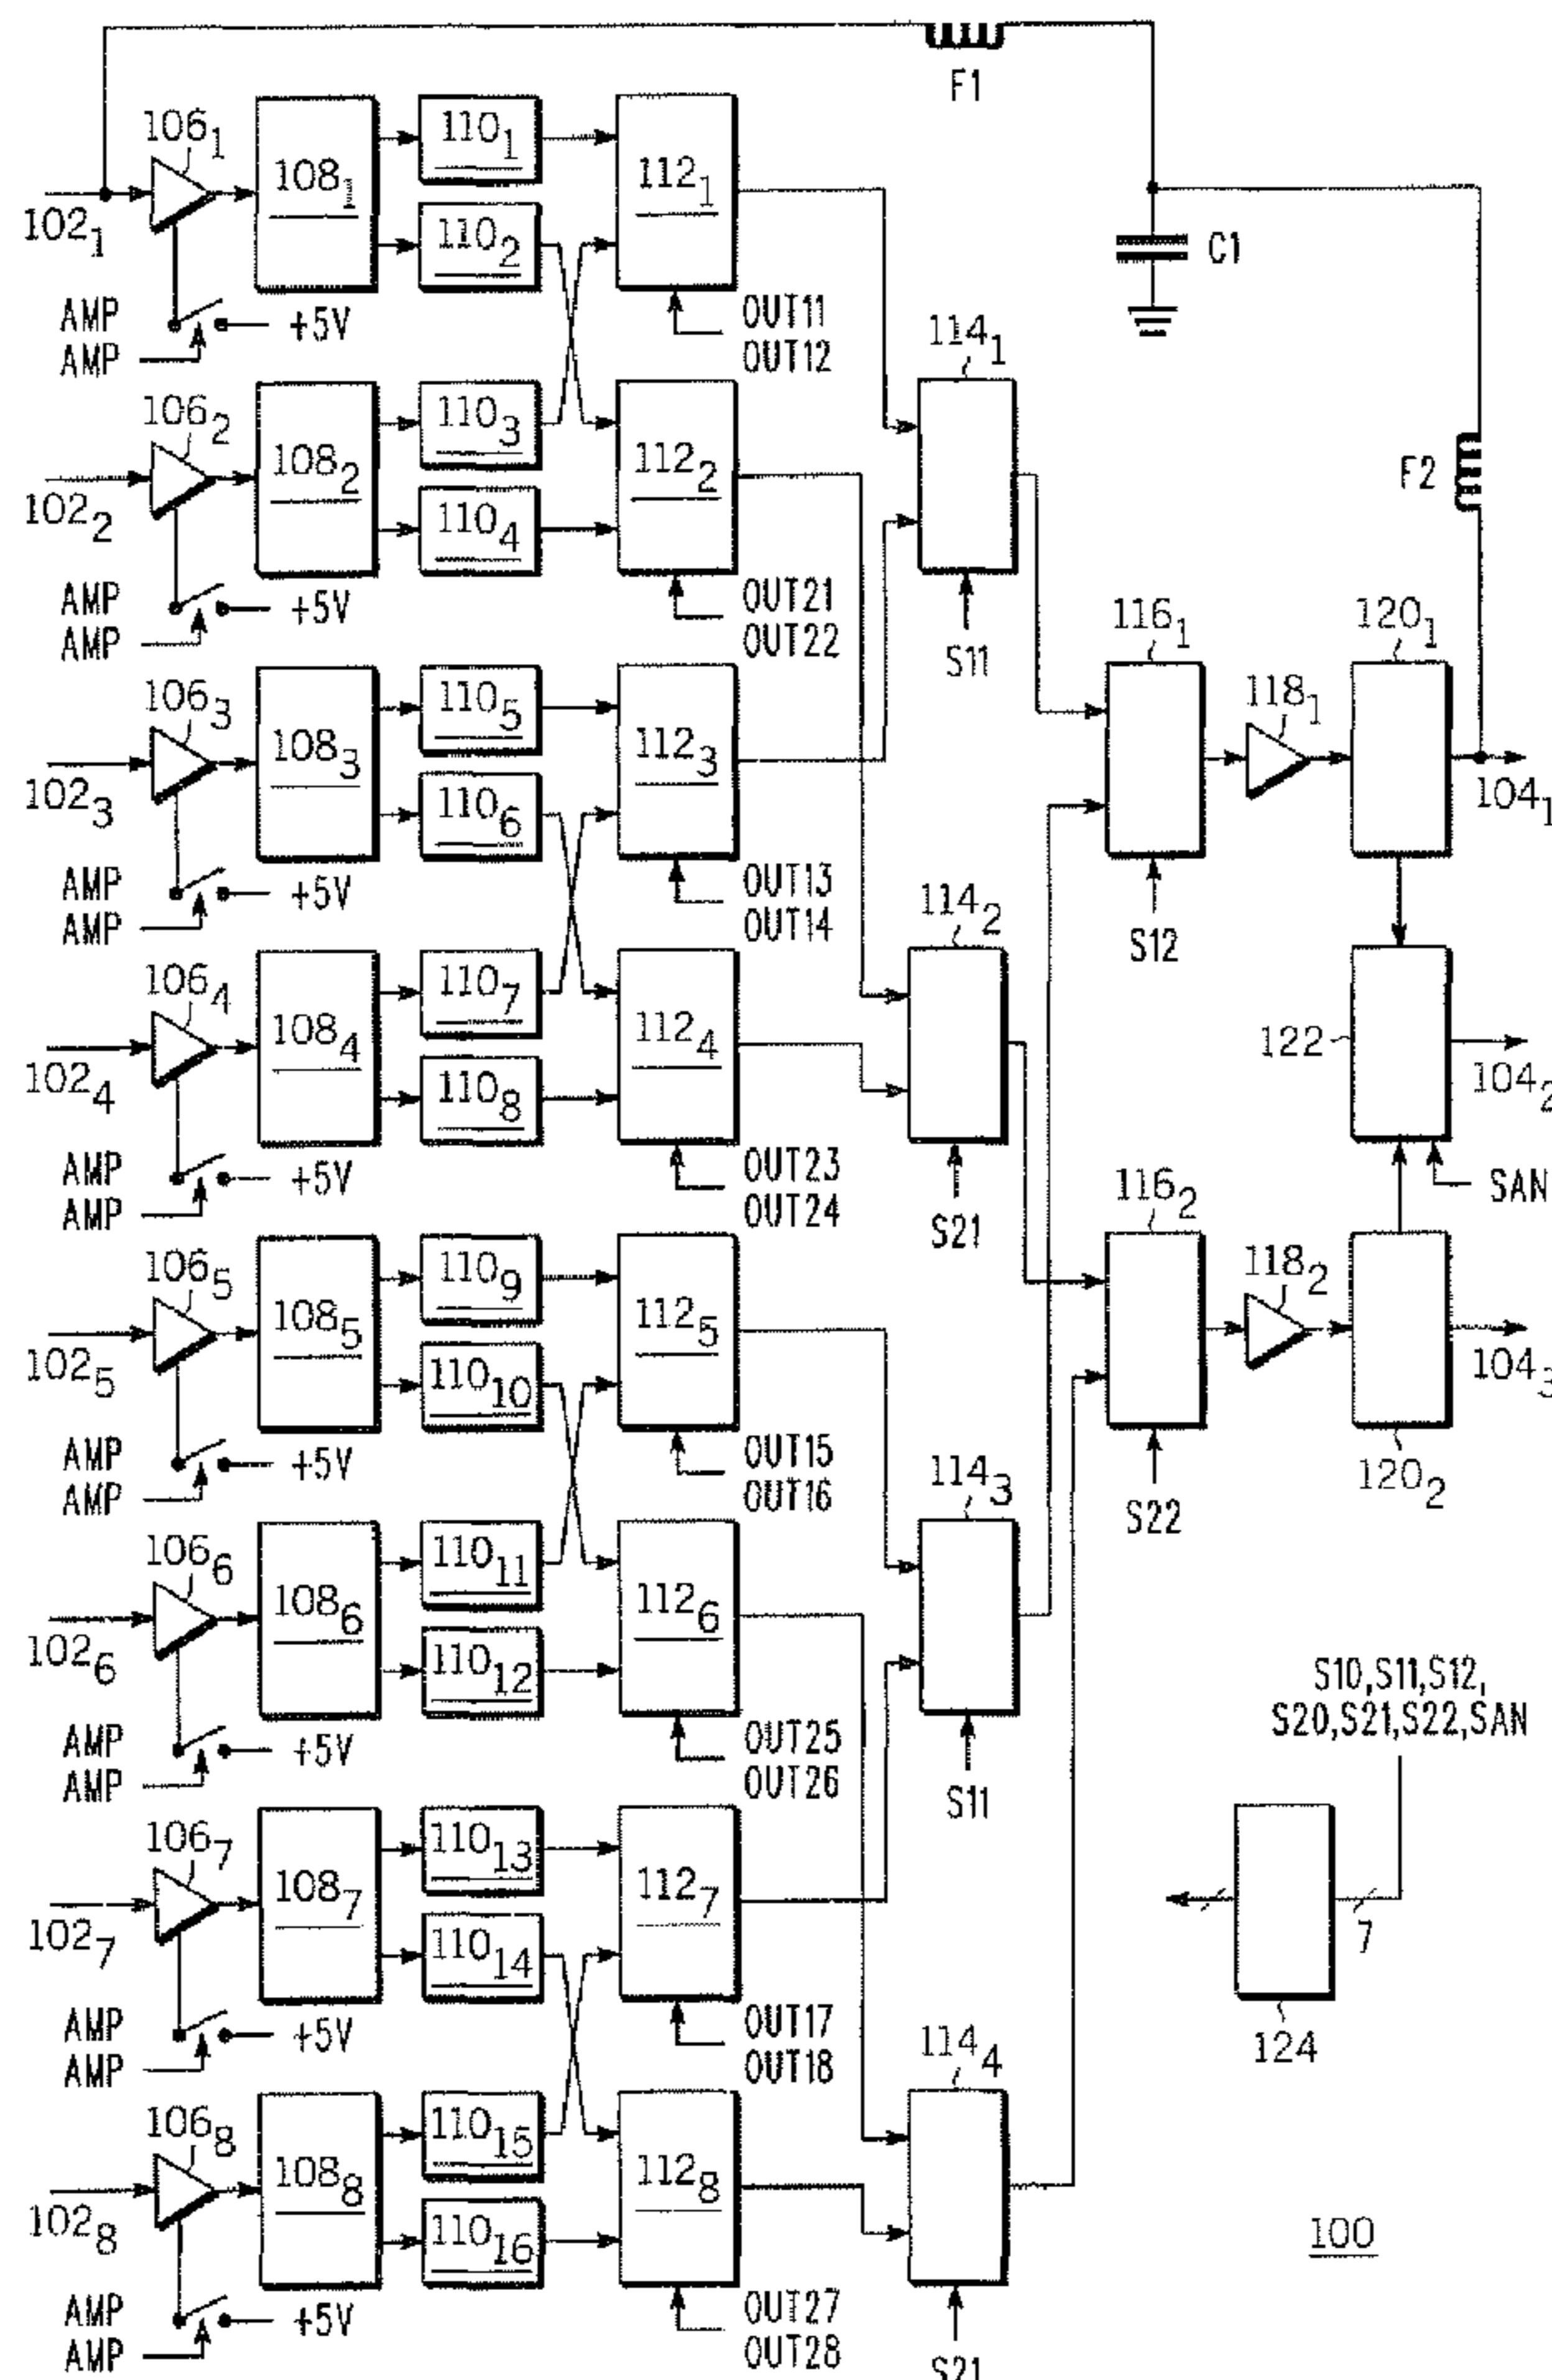 F1
106₁
108₁
110₁
112₁
102₁
110₂
C1
AMP
AMP
+5V
OUT11
OUT12
114₁
106₂
108₂
110₃
112₂
F2
102₂
110₄
AMP
AMP
+5V
OUT21
OUT22
S11
116₁
120₁
106₃
108₃
110₅
112₃
118₁
102₃
110₆
104₁
AMP
AMP
+5V
OUT13
OUT14
114₂
S12
106₄
108₄
110₇
112₄
122
102₄
110₈
104₂
AMP
AMP
+5V
OUT23
OUT24
S21
116₂
SAN
106₅
108₅
110₉
112₅
118₂
102₅
110₁₀
104₃
AMP
AMP
+5V
OUT15
OUT16
114₃
S22
120₂
106₆
108₆
110₁₁
112₆
102₆
110₁₂
S10,S11,S12,
S20,S21,S22,SAN
AMP
AMP
+5V
OUT25
OUT26
S11
106₇
108₇
110₁₃
112₇
102₇
110₁₄
7
AMP
AMP
+5V
OUT17
OUT18
114₄
124
106₈
108₈
110₁₅
112₈
102₈
110₁₆
100
AMP
AMP
+5V
OUT27
OUT28
S21